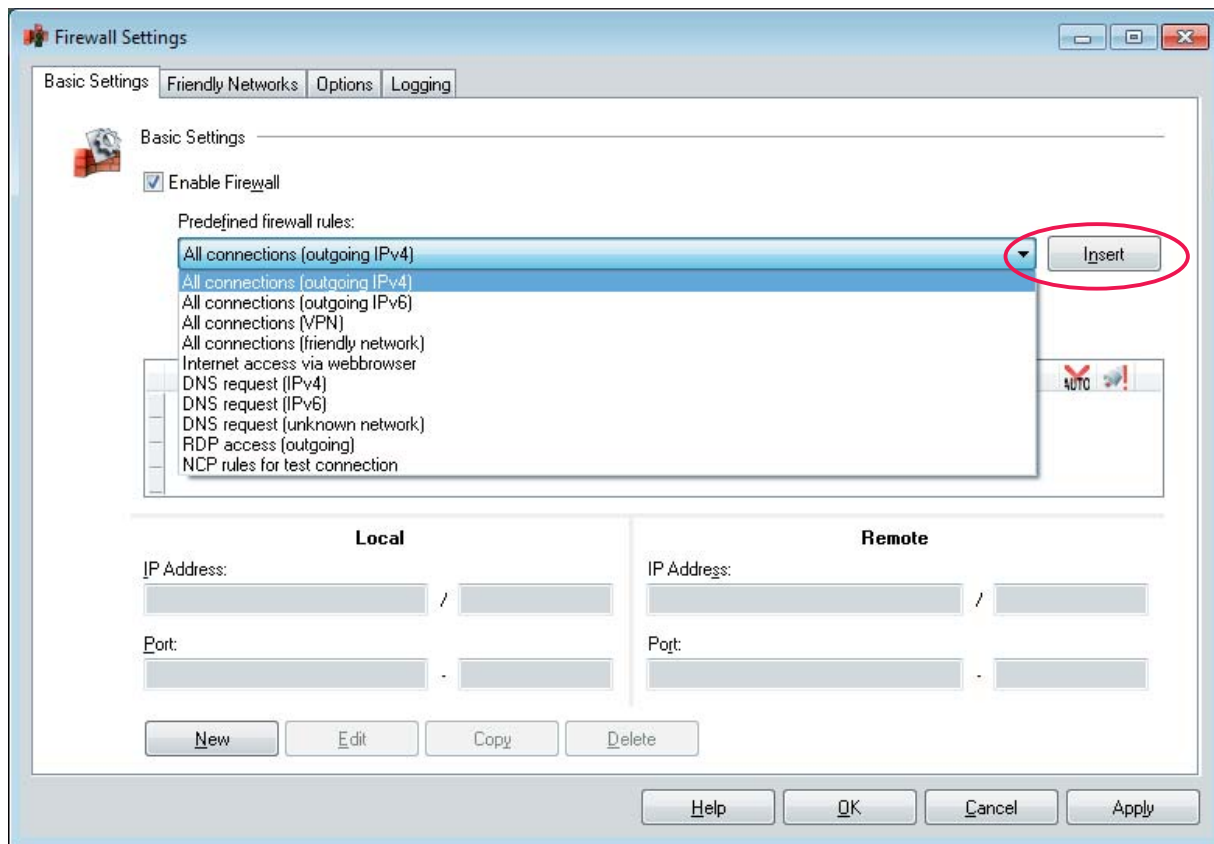 Firewall Settings
Basic Settings Friendly Networks Options Logging
Basic Settings
Enable Firewall
Predefined firewall rules:
All connections (outgoing IPv4) Insert
All connections (outgoing IPv4)
All connections (outgoing IPv6)
All connections (VPN)
All connections (friendly network)
Internet access via webbrowser
DNS request (IPv4)
DNS request (IPv6)
DNS request (unknown network)
RDP access (outgoing)
NCP rules for test connection
AUTO
Local Remote
IP Address: IP Address:
/ /
Port: Port:
- -
New Edit Copy Delete
Help OK Cancel Apply